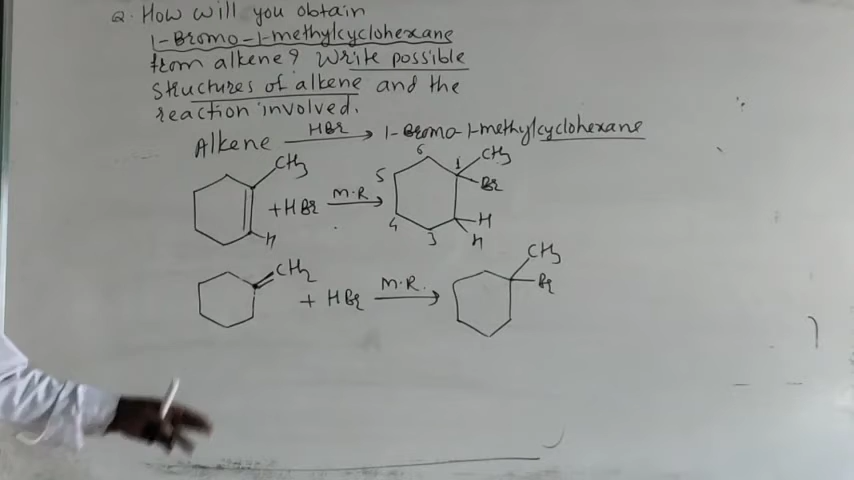 Q. How will you obtain
1-Bromo-1-methylcyclohexane
from alkene? Write possible
structures of alkene and the
reaction involved.
Alkene HBr → 1-Bromo-1-methylcyclohexane
CH3 H + HBr M.R → 6 5 4 3 1 CH3 Br H H
CH2 + HBr M.R. → CH3 Br